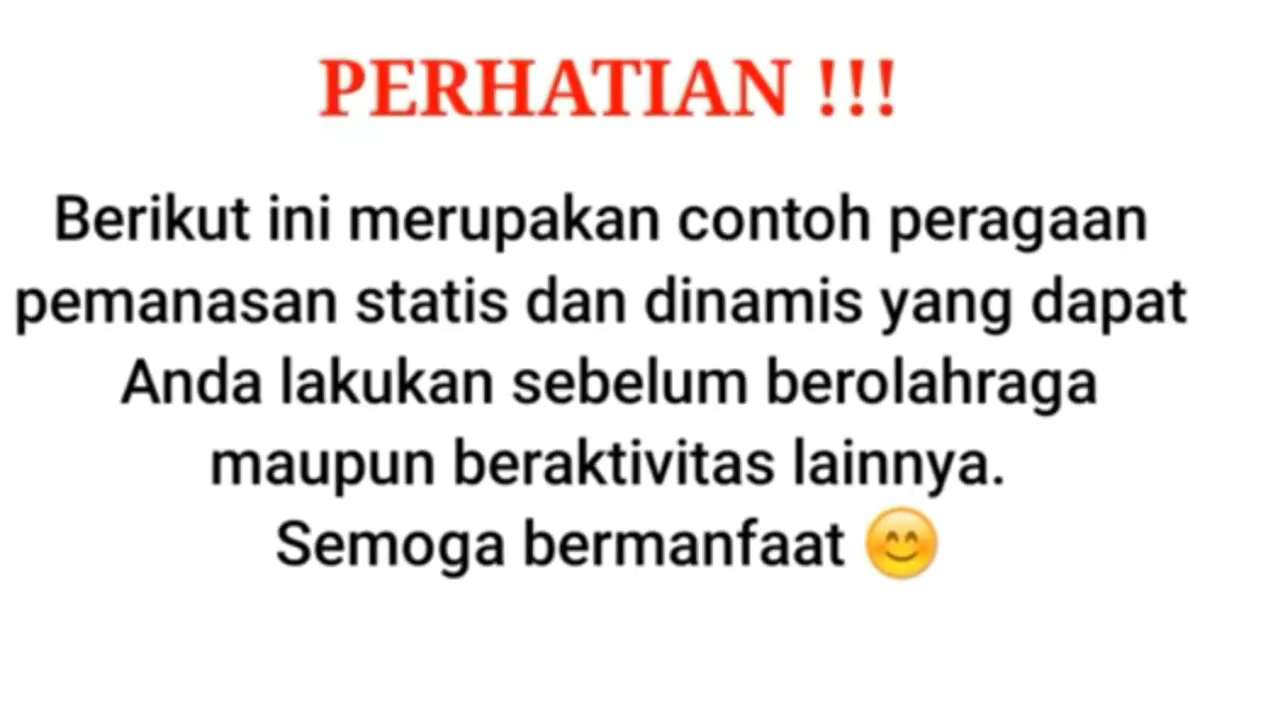 PERHATIAN !!!
Berikut ini merupakan contoh peragaan
pemanasan statis dan dinamis yang dapat
Anda lakukan sebelum berolahraga
maupun beraktivitas lainnya.
Semoga bermanfaat 😊